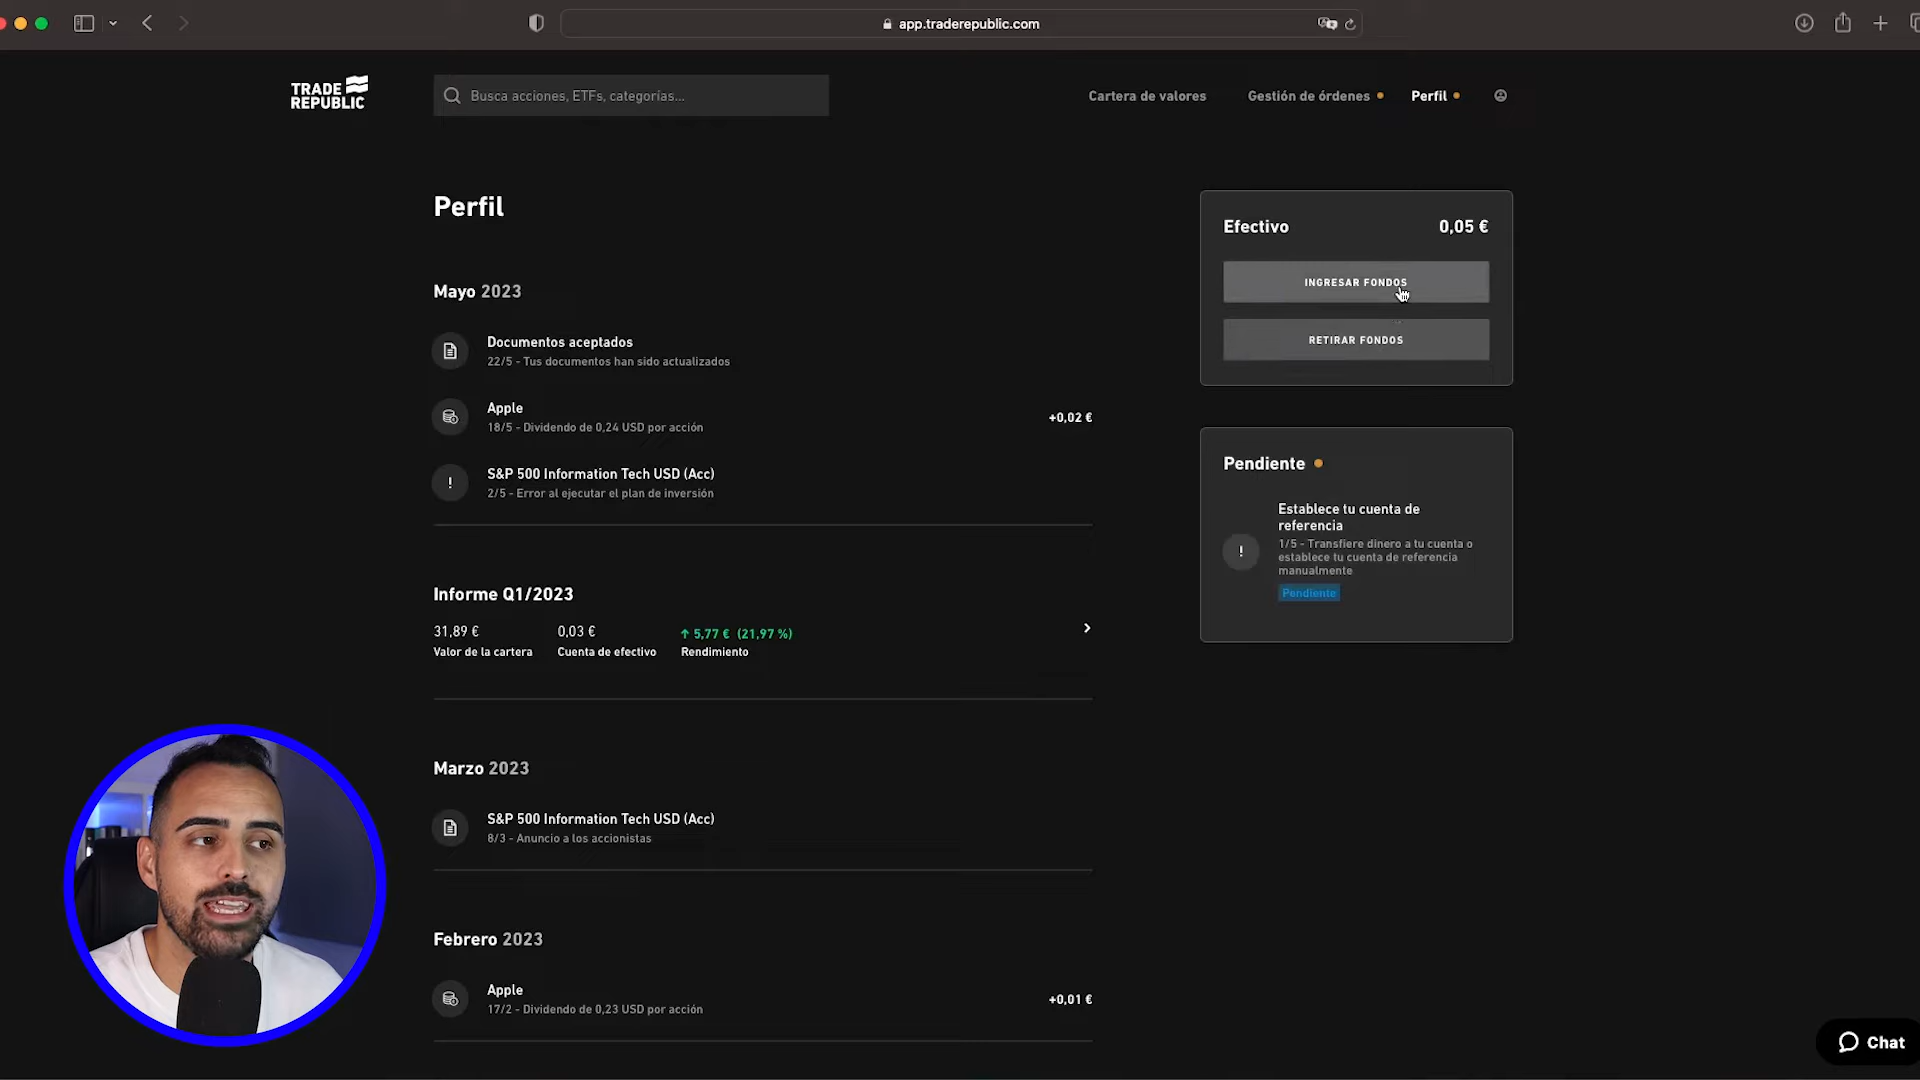 app.traderepublic.com
TRADE
REPUBLIC
Busca acciones, ETFs, categorías...
Cartera de valores
Gestión de órdenes
Perfil
Perfil
Efectivo
0,05 €
INGRESAR FONDOS
RETIRAR FONDOS
Mayo 2023
Documentos aceptados
22/5 - Tus documentos han sido actualizados
Apple
18/5 - Dividendo de 0,24 USD por acción
+0,02 €
S&P 500 Information Tech USD (Acc)
2/5 - Error al ejecutar el plan de inversión
Pendiente
Establece tu cuenta de
referencia
1/5 - Transfiere dinero a tu cuenta o
establece tu cuenta de referencia
manualmente
Pendiente
Informe Q1/2023
31,89 €
Valor de la cartera
0,03 €
Cuenta de efectivo
↑ 5,77 € (21,97 %)
Rendimiento
Marzo 2023
S&P 500 Information Tech USD (Acc)
8/3 - Anuncio a los accionistas
Febrero 2023
Apple
17/2 - Dividendo de 0,23 USD por acción
+0,01 €
Chat